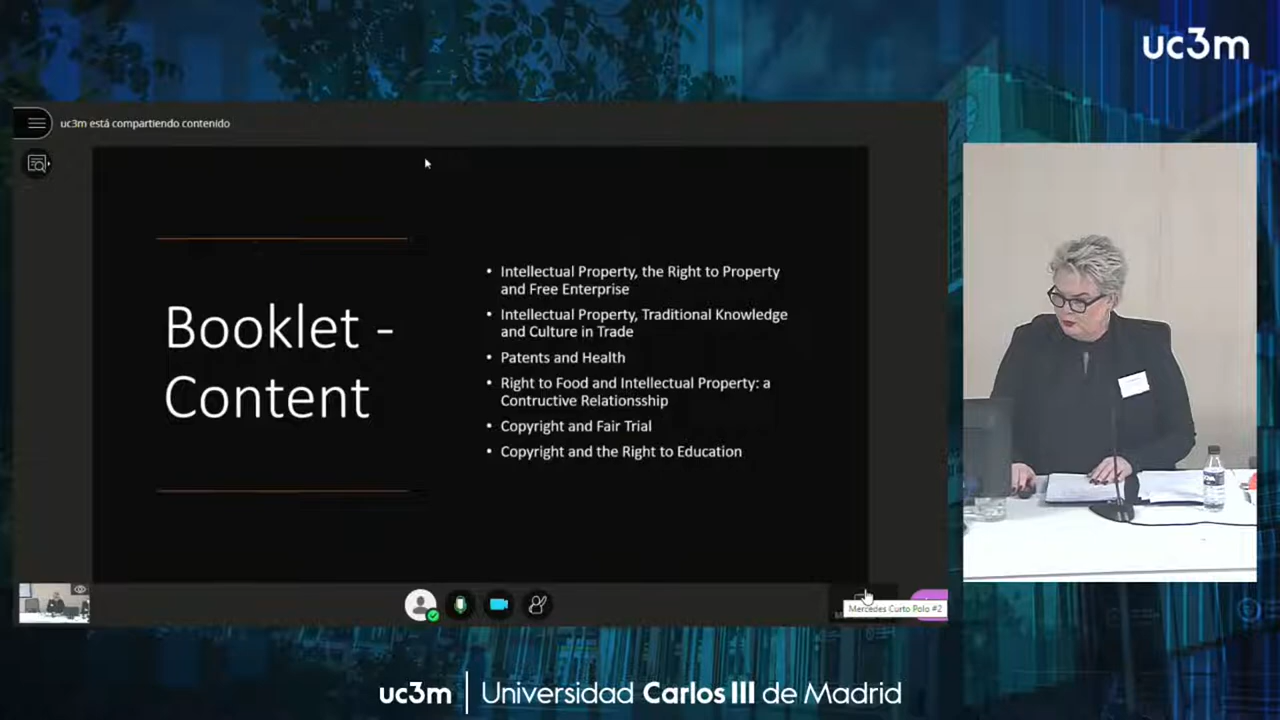 uc3m
uc3m está compartiendo contenido
Booklet -
Content
• Intellectual Property, the Right to Property
and Free Enterprise
• Intellectual Property, Traditional Knowledge
and Culture in Trade
• Patents and Health
• Right to Food and Intellectual Property: a
Contructive Relationsship
• Copyright and Fair Trial
• Copyright and the Right to Education
Mercedes Curto Polo #2
uc3m | Universidad Carlos III de Madrid